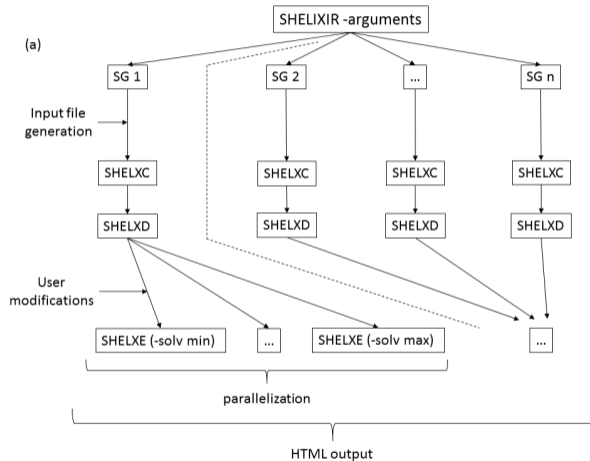 SHELIXIR -arguments
(a)
SG 1
SG 2
...
SG n
Input file
generation
SHELXC
SHELXC
SHELXC
SHELXC
SHELXD
SHELXD
SHELXD
SHELXD
User
modifications
SHELXE (-solv min)
...
SHELXE (-solv max)
...
parallelization
HTML output